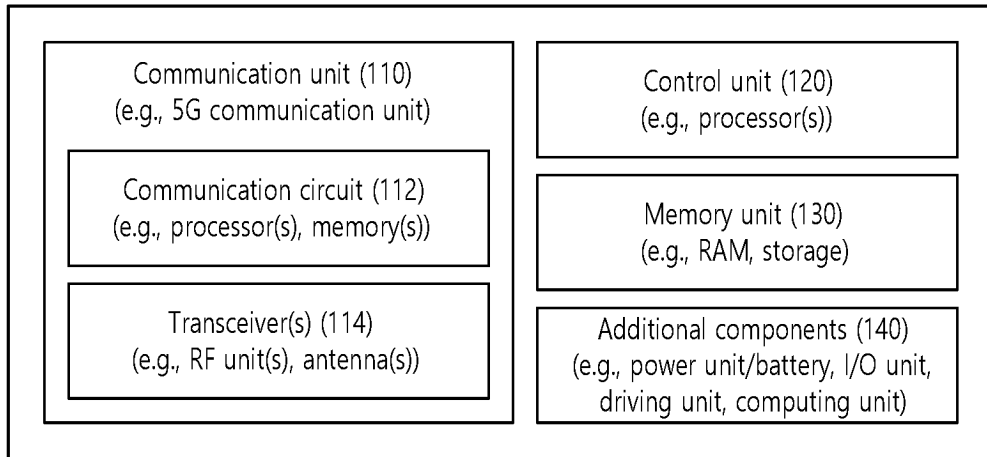 Communication unit (110)
(e.g., 5G communication unit)
Communication circuit (112)
(e.g., processor(s), memory(s))
Transceiver(s) (114)
(e.g., RF unit(s), antenna(s))
Control unit (120)
(e.g., processor(s))
Memory unit (130)
(e.g., RAM, storage)
Additional components (140)
(e.g., power unit/battery, I/O unit,
driving unit, computing unit)